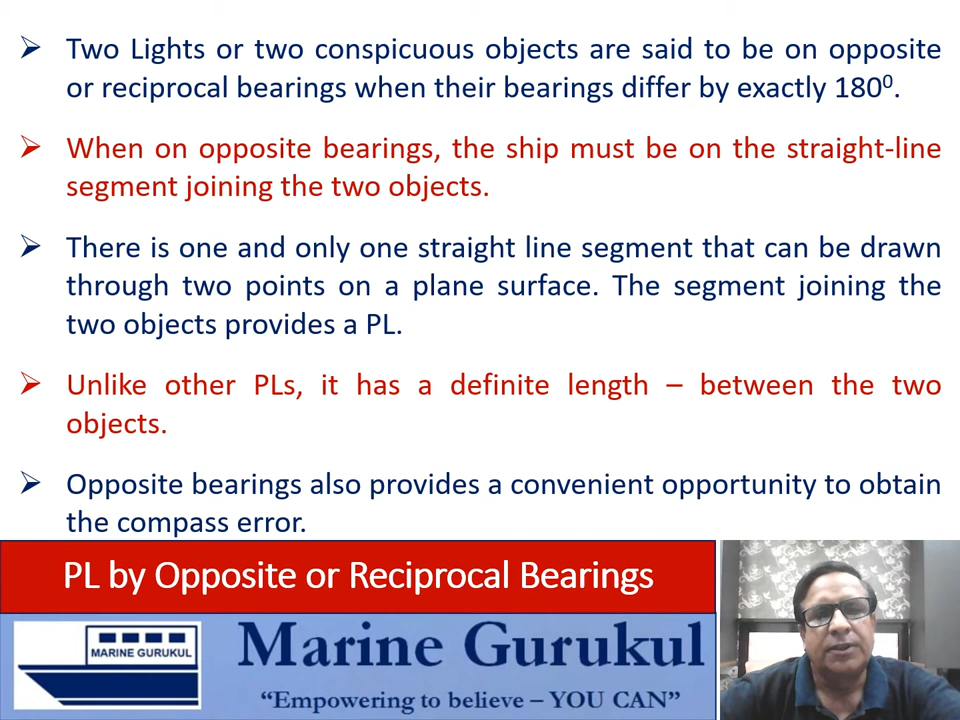 Two Lights or two conspicuous objects are said to be on opposite
or reciprocal bearings when their bearings differ by exactly 180⁰.
When on opposite bearings, the ship must be on the straight-line
segment joining the two objects.
There is one and only one straight line segment that can be drawn
through two points on a plane surface. The segment joining the
two objects provides a PL.
Unlike other PLs, it has a definite length – between the two
objects.
Opposite bearings also provides a convenient opportunity to obtain
the compass error.
PL by Opposite or Reciprocal Bearings
MARINE GURUKUL
Marine Gurukul
“Empowering to believe – YOU CAN”